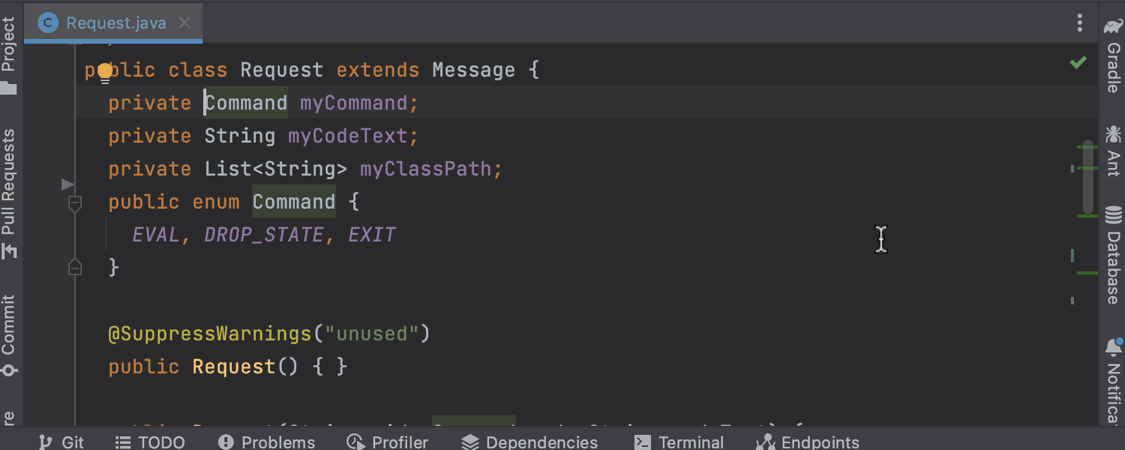 Request.java
Project
Pull Requests
Commit
public class Request extends Message {
private Command myCommand;
private String myCodeText;
private List<String> myClassPath;
public enum Command {
EVAL, DROP_STATE, EXIT
}
@SuppressWarnings("unused")
public Request() { }
Gradle
Ant
Database
Notifica
Git
TODO
Problems
Profiler
Dependencies
Terminal
Endpoints